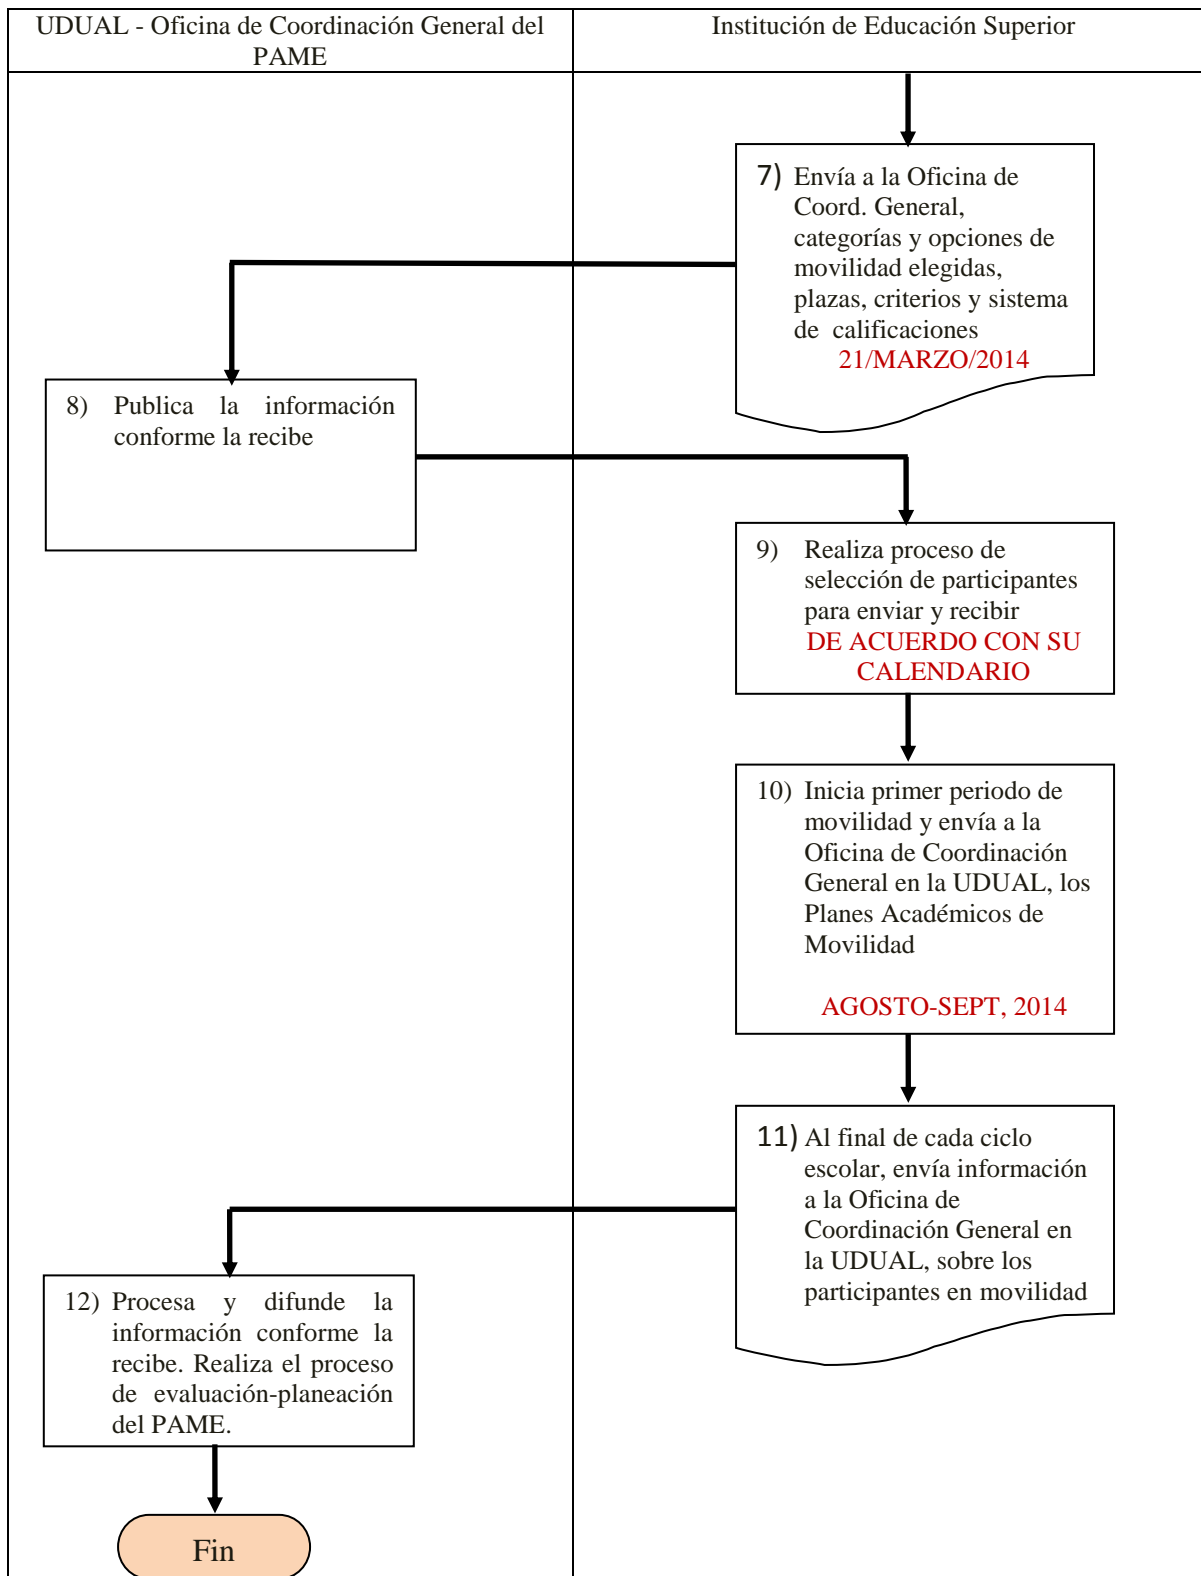 UDUAL - Oficina de Coordinación General del
PAME
Institución de Educación Superior
7) Envía a la Oficina de
Coord. General,
categorías y opciones de
movilidad elegidas,
plazas, criterios y sistema
de calificaciones
21/MARZO/2014
8) Publica la información
conforme la recibe
9) Realiza proceso de
selección de participantes
para enviar y recibir
DE ACUERDO CON SU
CALENDARIO
10) Inicia primer periodo de
movilidad y envía a la
Oficina de Coordinación
General en la UDUAL, los
Planes Académicos de
Movilidad
AGOSTO-SEPT, 2014
11) Al final de cada ciclo
escolar, envía información
a la Oficina de
Coordinación General en
la UDUAL, sobre los
participantes en movilidad
12) Procesa y difunde la
información conforme la
recibe. Realiza el proceso
de evaluación-planeación
del PAME.
Fin